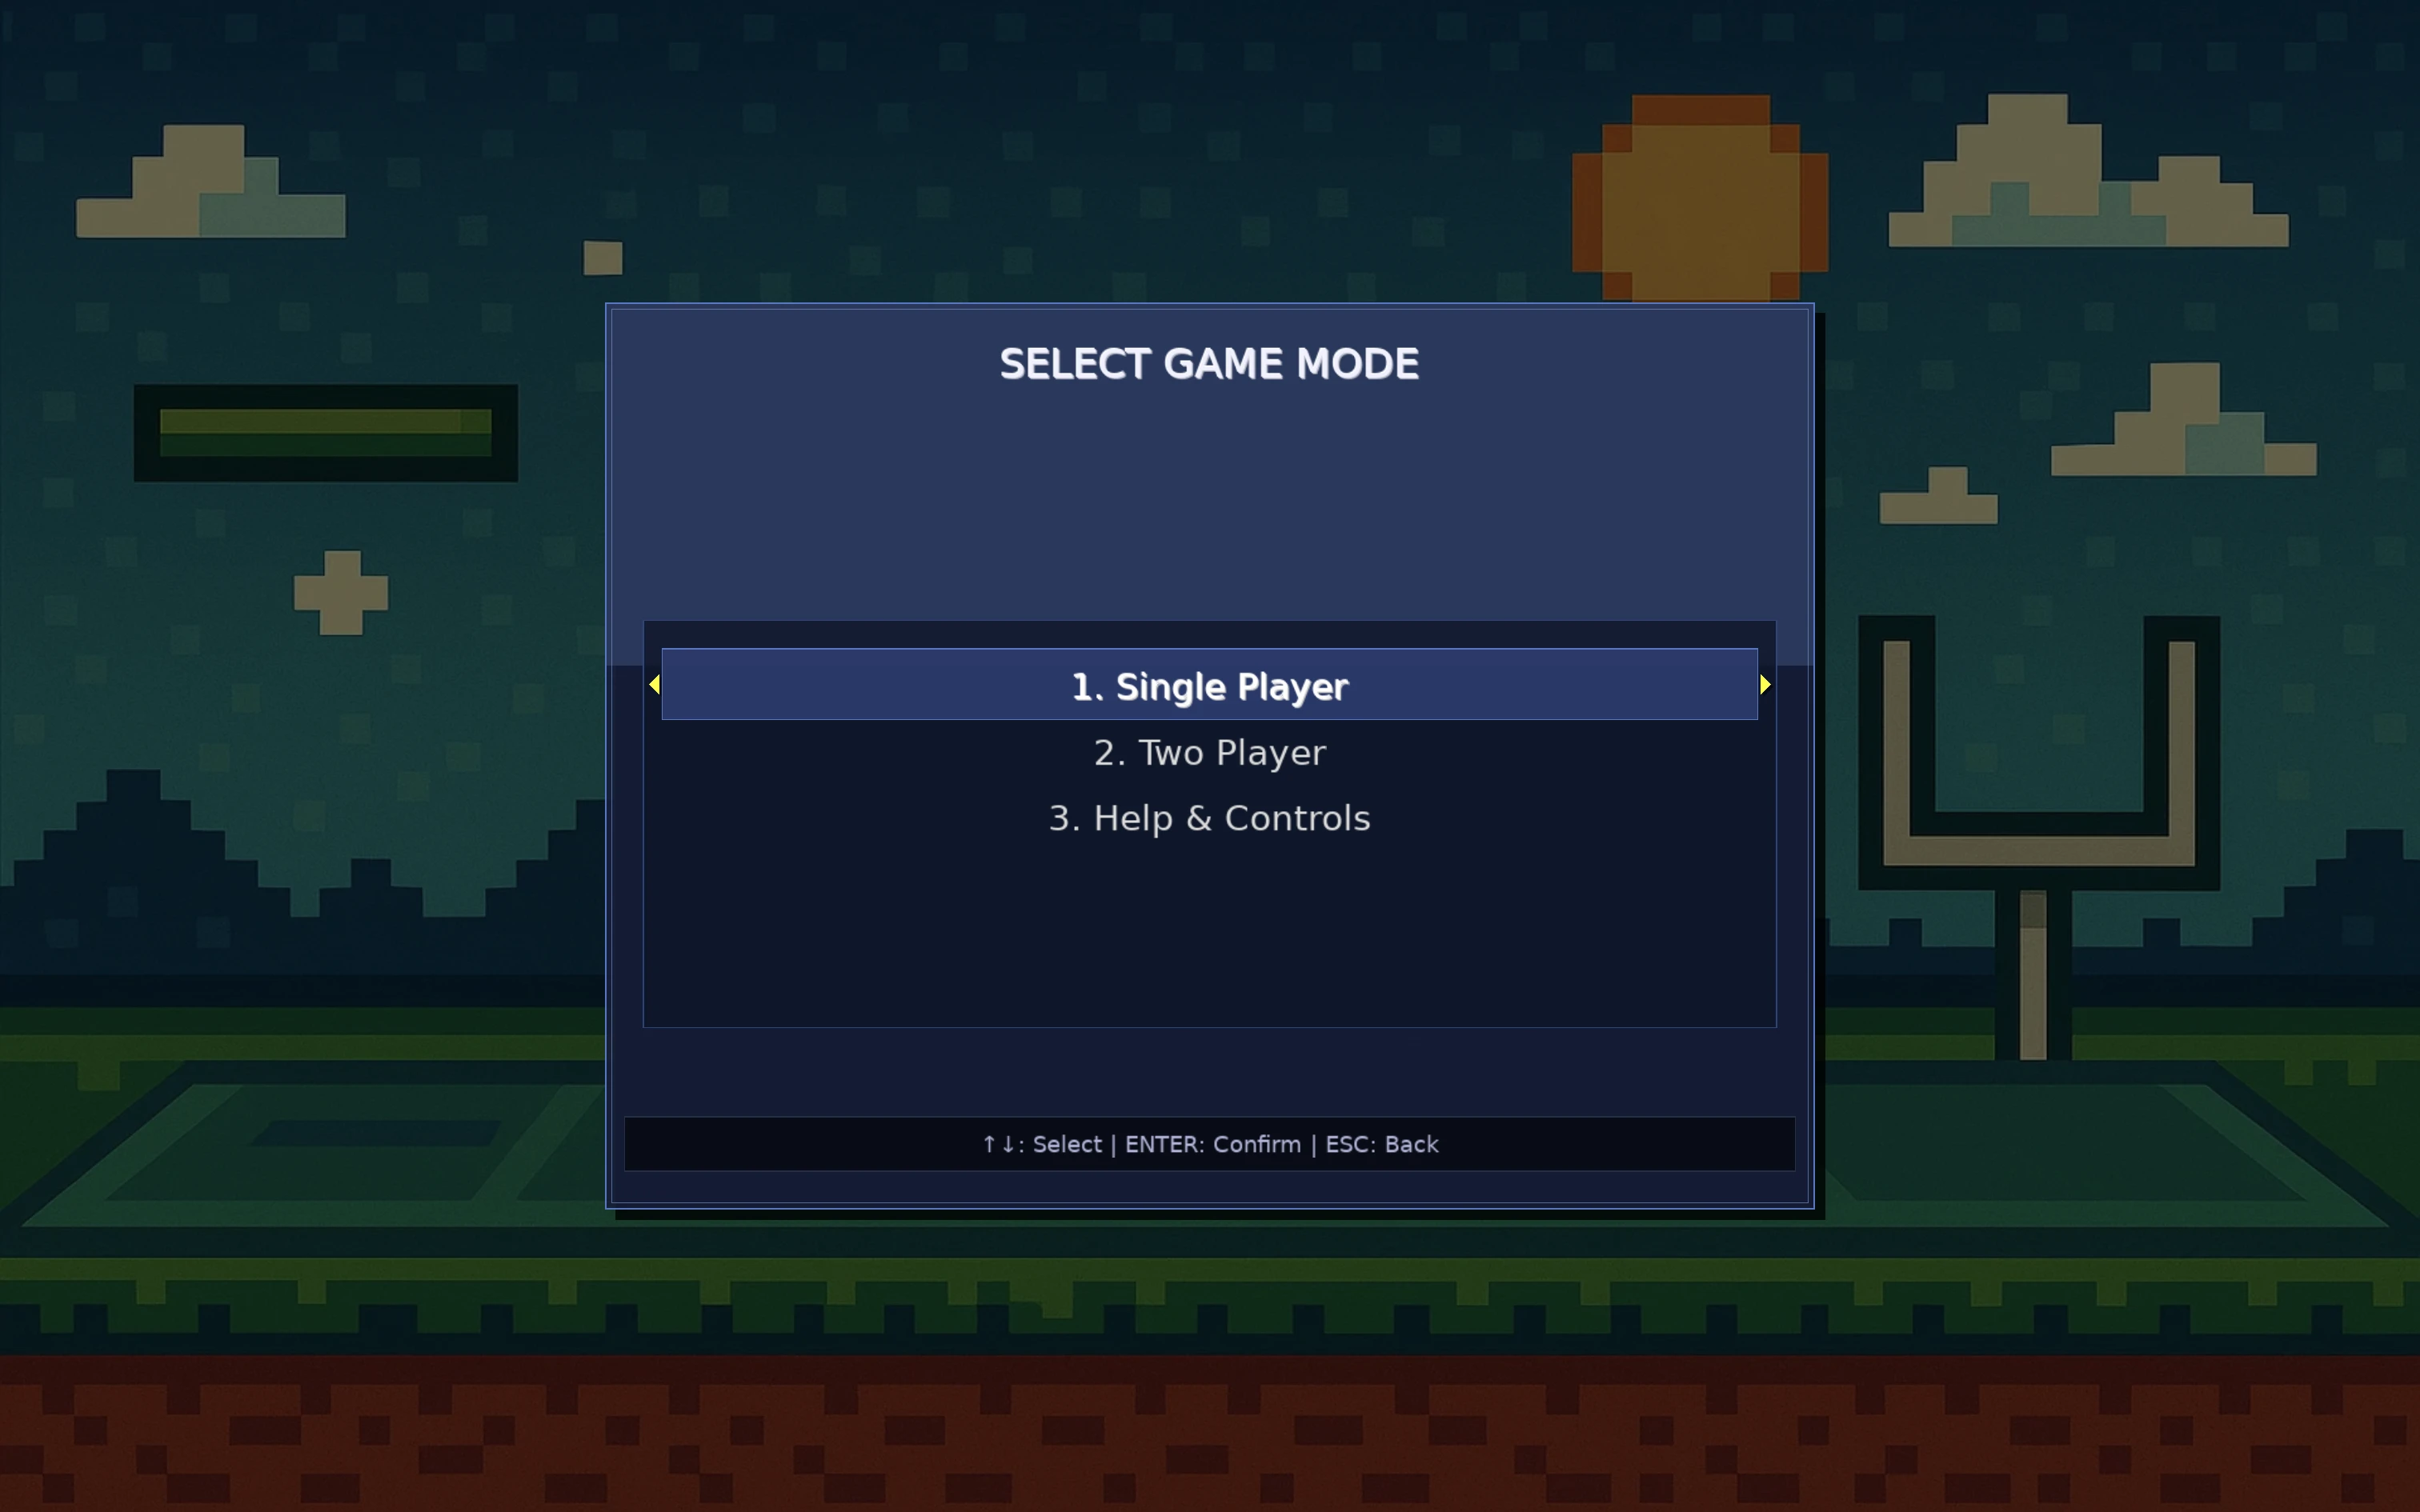 SELECT GAME MODE
1. Single Player
2. Two Player
3. Help & Controls
↑↓: Select | ENTER: Confirm | ESC: Back